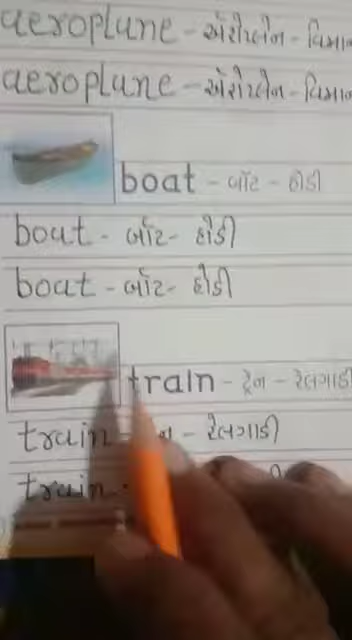 aeroplane - એરોપ્લેન - વિમાન
aeroplane - એરોપ્લેન - વિમાન
boat - બૉટ - હોડી
boat - બૉટ - હોડી
boat - બૉટ - હોડી
train - ટ્રેન - રેલગાડી
train - રેલગાડી
train -